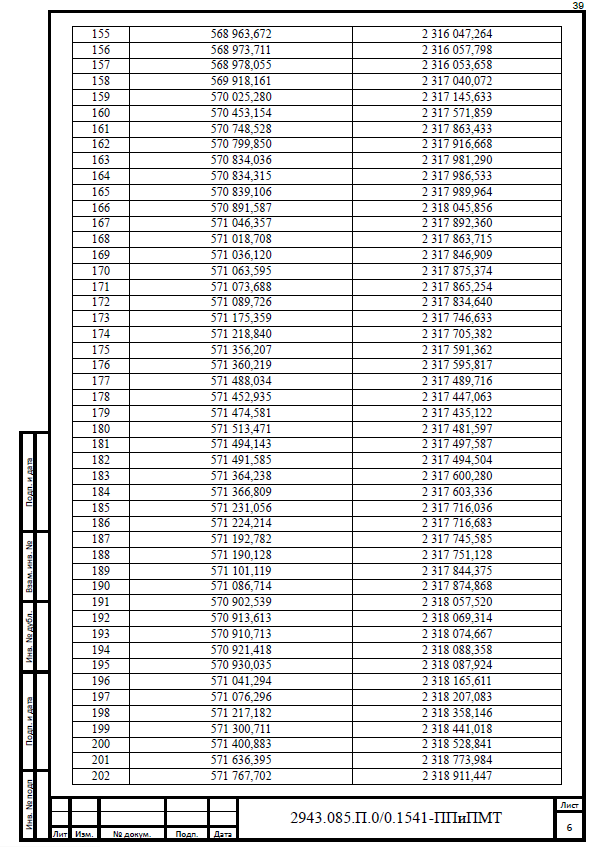 39
155 568 963,672 2 316 047,264
156 568 973,711 2 316 057,798
157 568 978,055 2 316 053,658
158 569 918,161 2 317 040,072
159 570 025,280 2 317 145,633
160 570 453,154 2 317 571,859
161 570 748,528 2 317 863,433
162 570 799,850 2 317 916,668
163 570 834,036 2 317 981,290
164 570 834,315 2 317 986,533
165 570 839,106 2 317 989,964
166 570 891,587 2 318 045,856
167 571 046,357 2 317 892,360
168 571 018,708 2 317 863,715
169 571 036,120 2 317 846,909
170 571 063,595 2 317 875,374
171 571 073,688 2 317 865,254
172 571 089,726 2 317 834,640
173 571 175,359 2 317 746,633
174 571 218,840 2 317 705,382
175 571 356,207 2 317 591,362
176 571 360,219 2 317 595,817
177 571 488,034 2 317 489,716
178 571 452,935 2 317 447,063
179 571 474,581 2 317 435,122
180 571 513,471 2 317 481,597
181 571 494,143 2 317 497,587
182 571 491,585 2 317 494,504
183 571 364,238 2 317 600,280
184 571 366,809 2 317 603,336
185 571 231,056 2 317 716,036
186 571 224,214 2 317 716,683
187 571 192,782 2 317 745,585
188 571 190,128 2 317 751,128
189 571 101,119 2 317 844,375
190 571 086,714 2 317 874,868
191 570 902,539 2 318 057,520
192 570 913,613 2 318 069,314
193 570 910,713 2 318 074,667
194 570 921,418 2 318 088,358
195 570 930,035 2 318 087,924
196 571 041,294 2 318 165,611
197 571 076,296 2 318 207,083
198 571 217,182 2 318 358,146
199 571 300,711 2 318 441,018
200 571 400,883 2 318 528,841
201 571 636,395 2 318 773,984
202 571 767,702 2 318 911,447
Подп. и дата
Взам. инв. №
Инв. № дубл.
Подп. и дата
Инв. № подп
Лит Изм. № докум. Подп. Дата
2943.085.П.0/0.1541-ППиПМТ
Лист
6